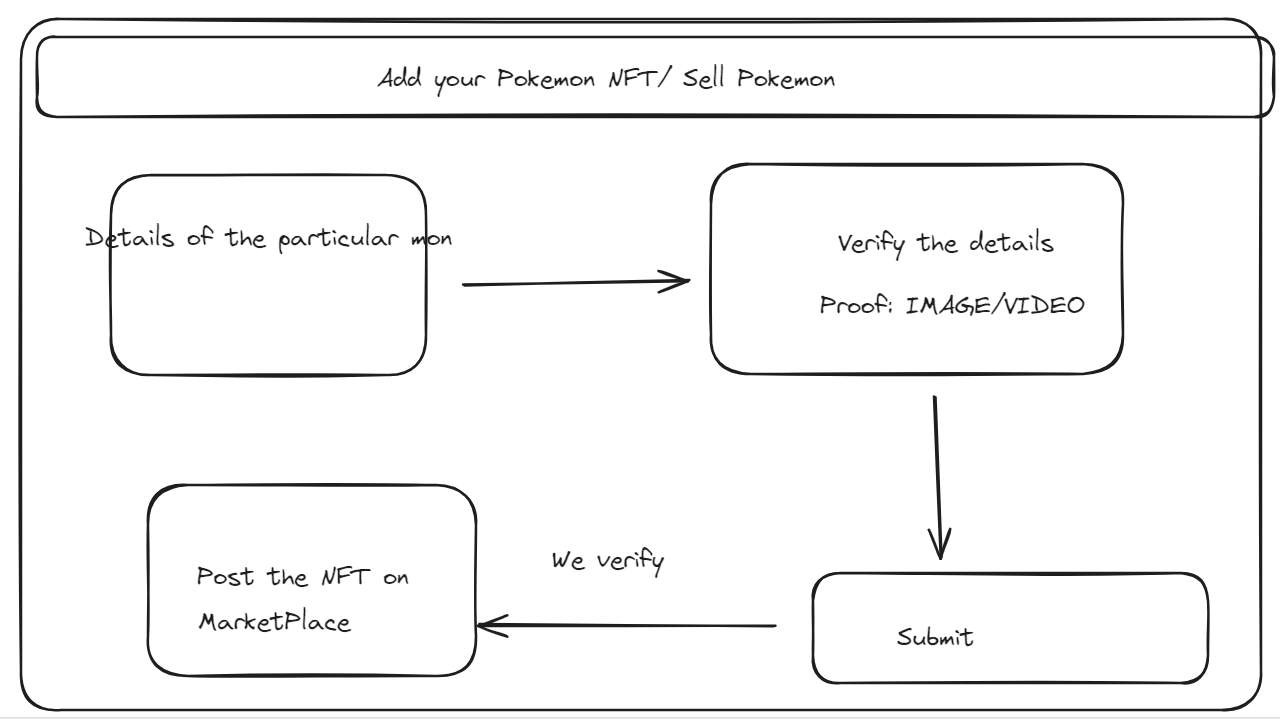 Add your Pokemon NFT/ Sell Pokemon
Details of the particular mon
Verify the details
Proof: IMAGE/VIDEO
We verify
Post the NFT on
MarketPlace
Submit